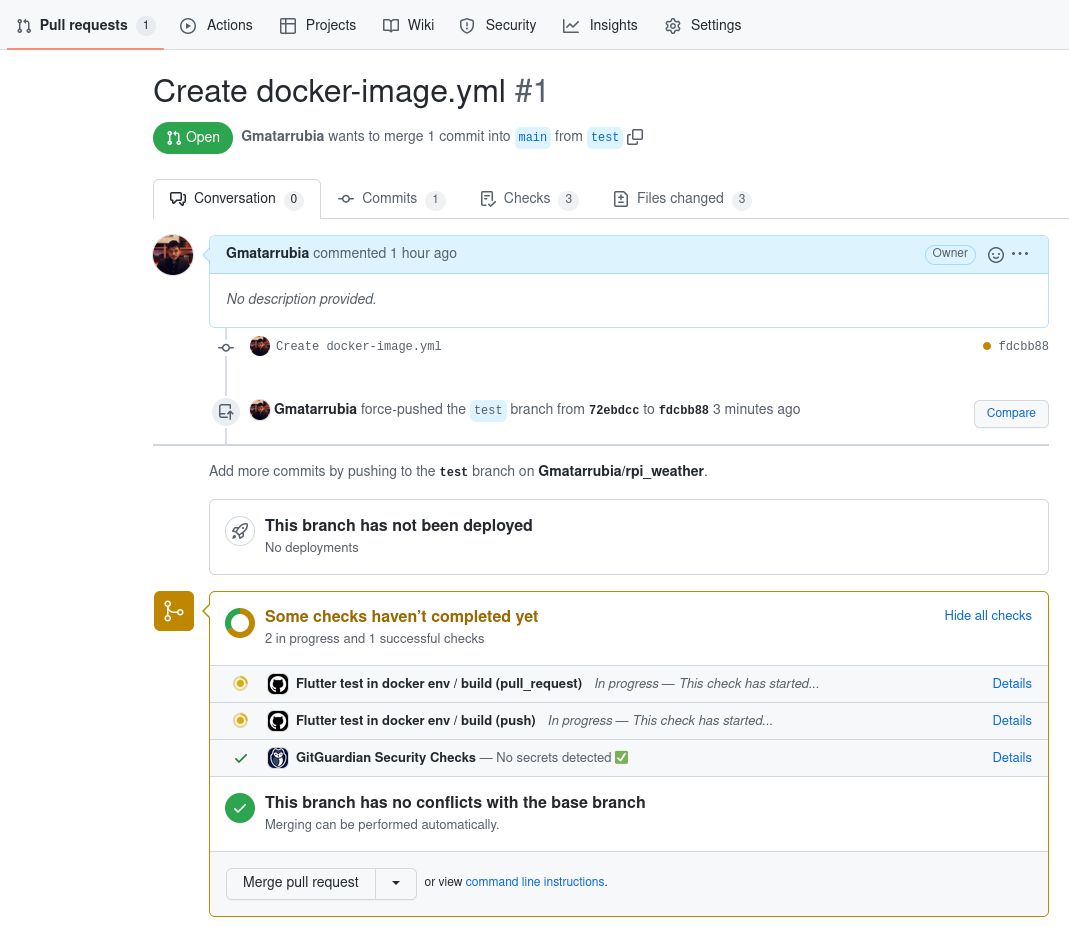 Pull requests 1 Actions Projects Wiki Security Insights Settings
Create docker-image.yml #1
Open Gmatarrubia wants to merge 1 commit into main from test
Conversation 0 Commits 1 Checks 3 Files changed 3
Gmatarrubia commented 1 hour ago Owner
No description provided.
Create docker-image.yml fdcbb88
Gmatarrubia force-pushed the test branch from 72ebdcc to fdcbb88 3 minutes ago Compare
Add more commits by pushing to the test branch on Gmatarrubia/rpi_weather.
This branch has not been deployed
No deployments
Some checks haven’t completed yet Hide all checks
2 in progress and 1 successful checks
Flutter test in docker env / build (pull_request) In progress — This check has started... Details
Flutter test in docker env / build (push) In progress — This check has started... Details
GitGuardian Security Checks — No secrets detected ✅ Details
This branch has no conflicts with the base branch
Merging can be performed automatically.
Merge pull request or view command line instructions.